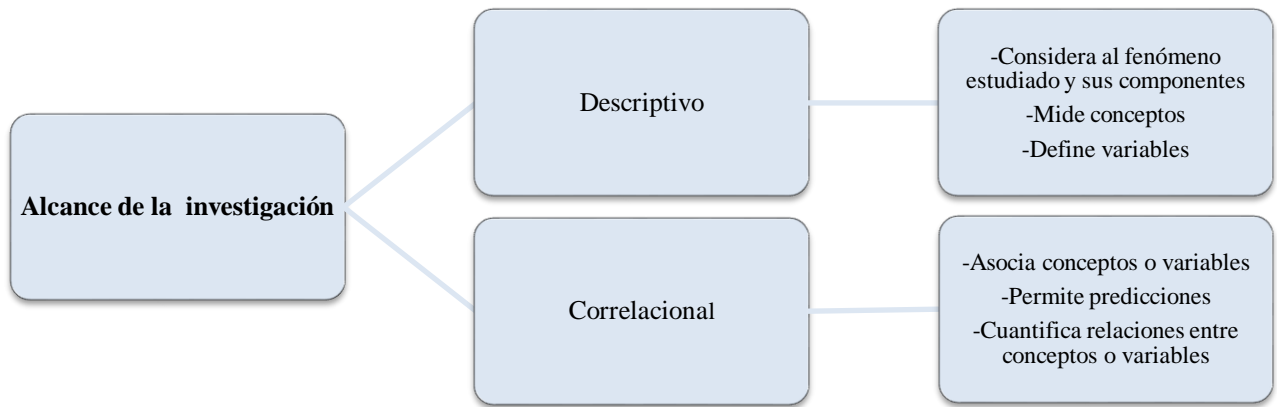 Alcance de la  investigación
Descriptivo
-Considera al fenómeno
estudiado y sus componentes
-Mide conceptos
-Define variables
Correlacional
-Asocia conceptos o variables
-Permite predicciones
-Cuantifica relaciones entre
conceptos o variables